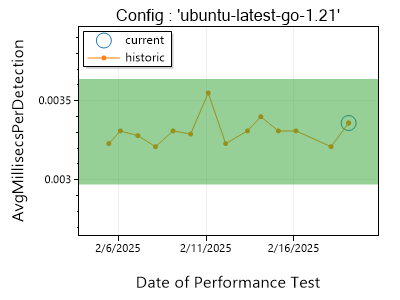 Config : 'ubuntu-latest-go-1.21'
current
historic
AvgMillisecsPerDetection
0.0035
0.003
2/6/2025
2/11/2025
2/16/2025
Date of Performance Test